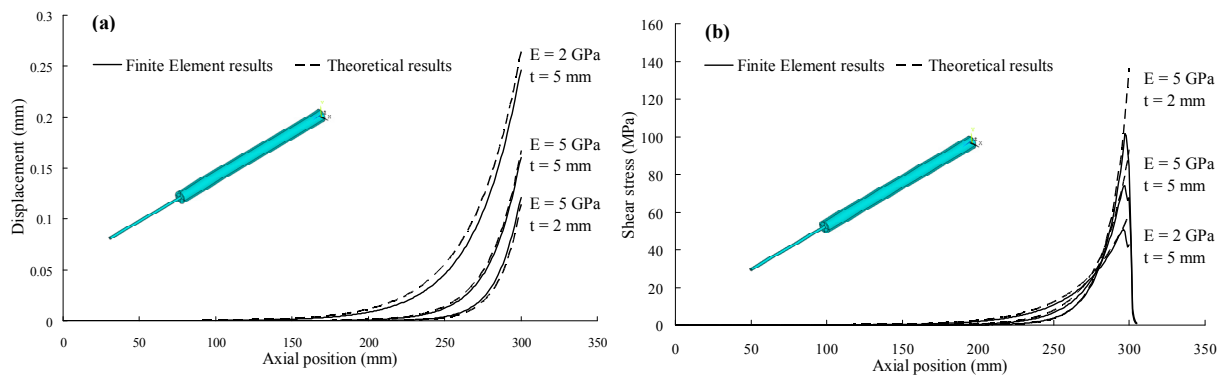 (a)
Finite Element results
Theoretical results
E = 2 GPa
t = 5 mm
E = 5 GPa
t = 5 mm
E = 5 GPa
t = 2 mm
Displacement (mm)
0.3
0.25
0.2
0.15
0.1
0.05
0
0 50 100 150 200 250 300 350
Axial position (mm)
(b)
Finite Element results
Theoretical results
E = 5 GPa
t = 2 mm
E = 5 GPa
t = 5 mm
E = 2 GPa
t = 5 mm
Shear stress (MPa)
160
140
120
100
80
60
40
20
0
0 50 100 150 200 250 300 350
Axial position (mm)